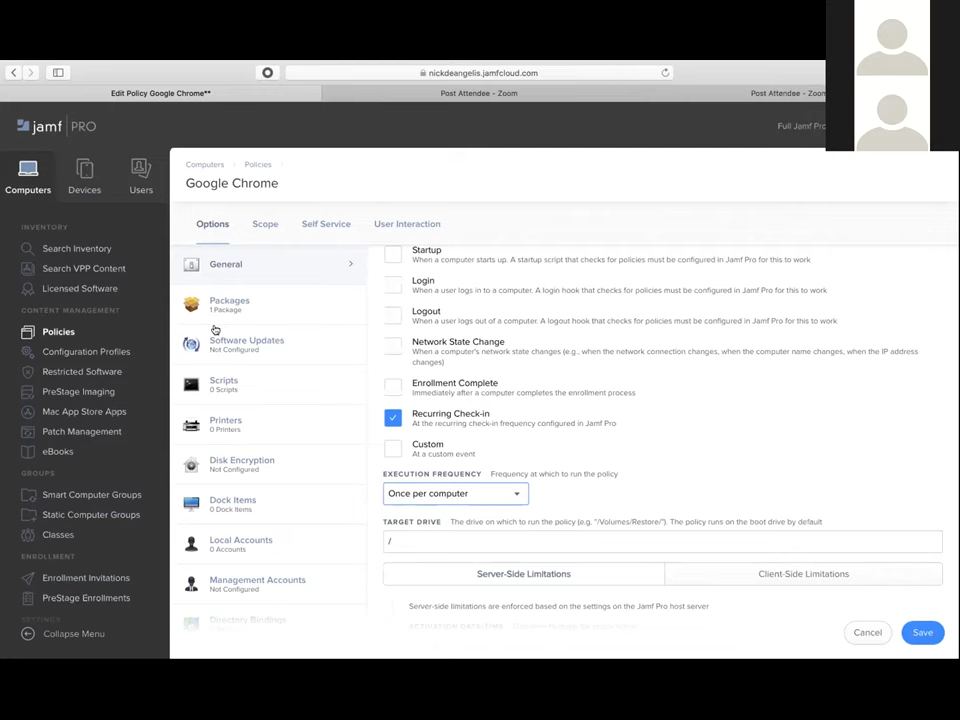 nickdeangelis.jamfcloud.com
Edit Policy Google Chrome**
Post Attendee - Zoom
Post Attendee - Zoom
jamf PRO
Full Jamf Pro
Computers
Devices
Users
INVENTORY
Search Inventory
Search VPP Content
Licensed Software
CONTENT MANAGEMENT
Policies
Configuration Profiles
Restricted Software
PreStage Imaging
Mac App Store Apps
Patch Management
eBooks
GROUPS
Smart Computer Groups
Static Computer Groups
Classes
ENROLLMENT
Enrollment Invitations
PreStage Enrollments
SETTINGS
Collapse Menu
Computers
Policies
Google Chrome
Options
Scope
Self Service
User Interaction
General
Packages
1 Package
Software Updates
Not Configured
Scripts
0 Scripts
Printers
0 Printers
Disk Encryption
Not Configured
Dock Items
0 Dock Items
Local Accounts
0 Accounts
Management Accounts
Not Configured
Directory Bindings
Startup
When a computer starts up. A startup script that checks for policies must be configured in Jamf Pro for this to work
Login
When a user logs in to a computer. A login hook that checks for policies must be configured in Jamf Pro for this to work
Logout
When a user logs out of a computer. A logout hook that checks for policies must be configured in Jamf Pro for this to work
Network State Change
When a computer's network state changes (e.g., when the network connection changes, when the computer name changes, when the IP address
changes)
Enrollment Complete
Immediately after a computer completes the enrollment process
Recurring Check-in
At the recurring check-in frequency configured in Jamf Pro
Custom
At a custom event
EXECUTION FREQUENCY Frequency at which to run the policy
Once per computer
TARGET DRIVE The drive on which to run the policy (e.g. "/Volumes/Restore/"). The policy runs on the boot drive by default
/
Server-Side Limitations
Client-Side Limitations
Server-side limitations are enforced based on the settings on the Jamf Pro host server
ACTIVATION DATE/TIME
Cancel
Save